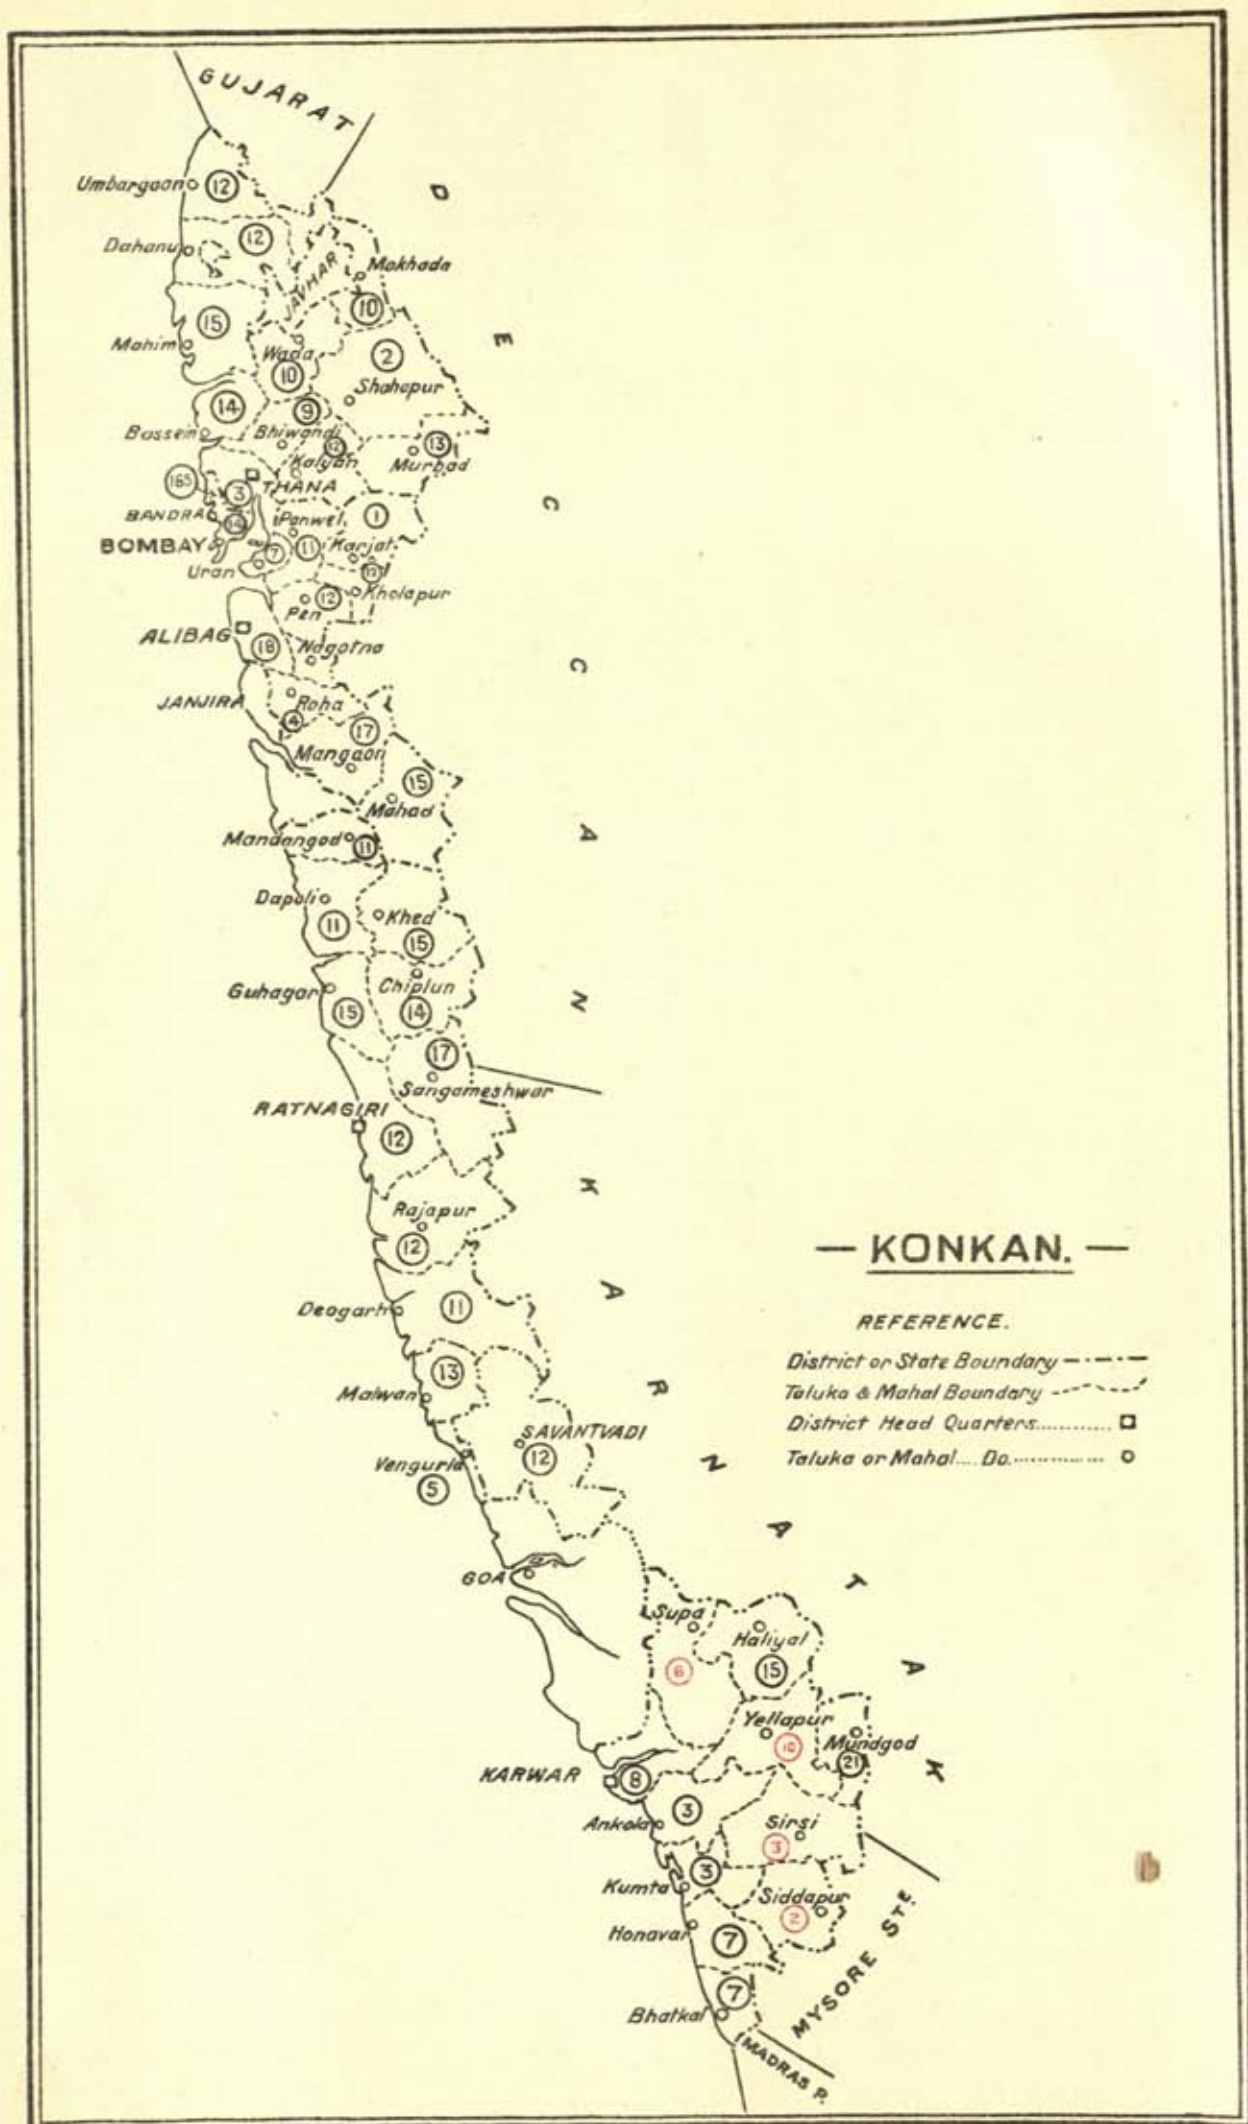 GUJARAT
Umbargaon
12
Dahanu
12
JAVHAR
Mokhada
10
15
Mahim
Wada
10
2
Shahapur
14
9
Bassein
Bhiwandi
12
Kalyan
13
Murbad
165
3
THANA
BANDRA
Panwel
1
BOMBAY
7
11
Karjat
Uran
Pen
12
Kholapur
ALIBAG
18
Nagotna
JANJIRA
Roha
4
17
Mangaon
15
Mahad
Mandangod
11
Dapoli
11
Khed
15
Guhagar
15
Chiplun
14
17
Sangameshwar
RATNAGIRI
12
Rajapur
12
Deogarh
11
13
Malwan
SAVANTVADI
12
Vengurla
5
GOA
Supa
6
Haliyal
15
Yellapur
10
Mundgod
21
KARWAR
8
3
Ankola
Sirsi
3
3
Kumta
Siddapur
2
Honavar
7
7
Bhatkal
MYSORE STE.
MADRAS P.
DECCAN
KARNATAK
— KONKAN. —
REFERENCE.
District or State Boundary
Taluka & Mahal Boundary
District Head Quarters............
Taluka or Mahal.... Do...............